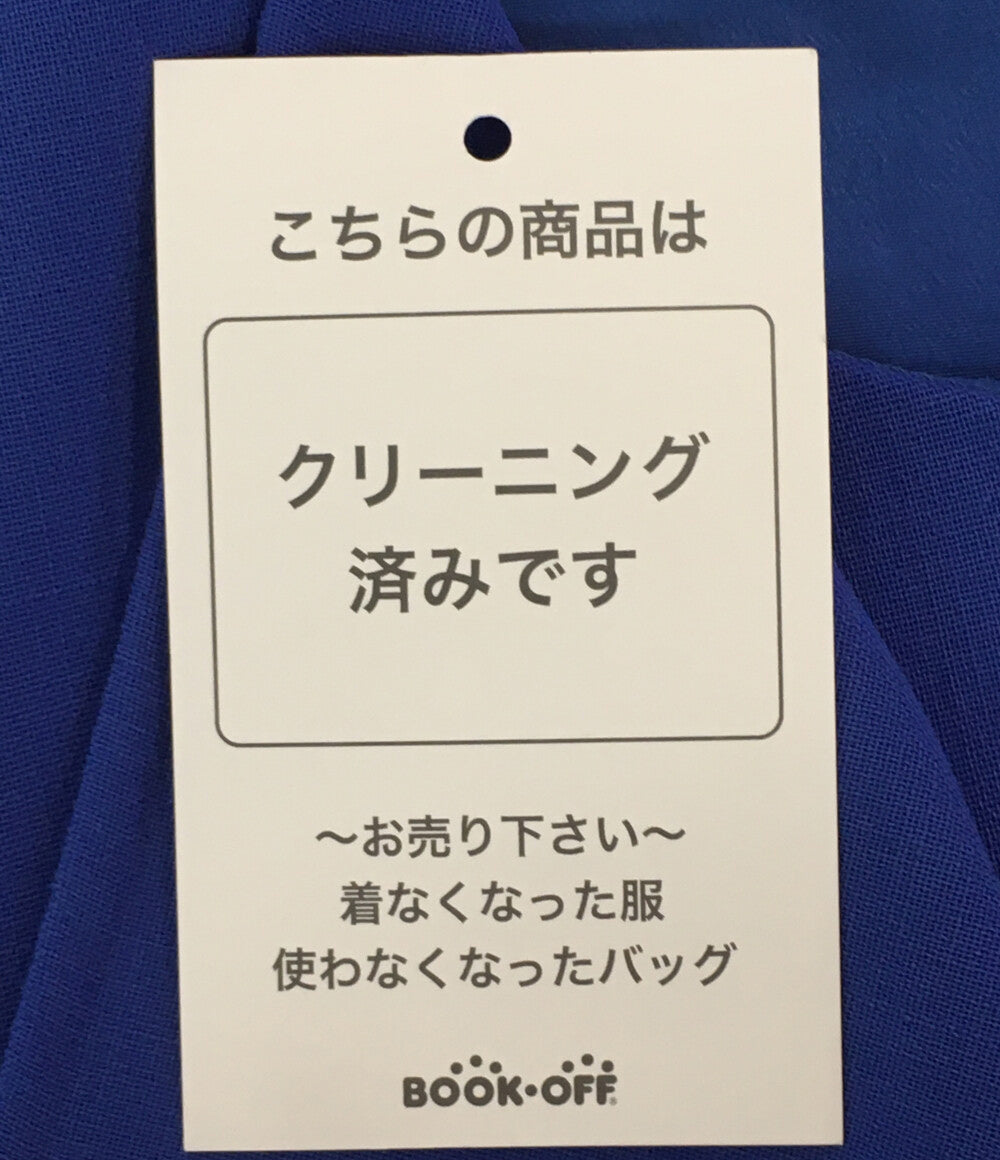 こちらの商品は
クリーニング
済みです
～お売り下さい～
着なくなった服
使わなくなったバッグ
BOOK・OFF®